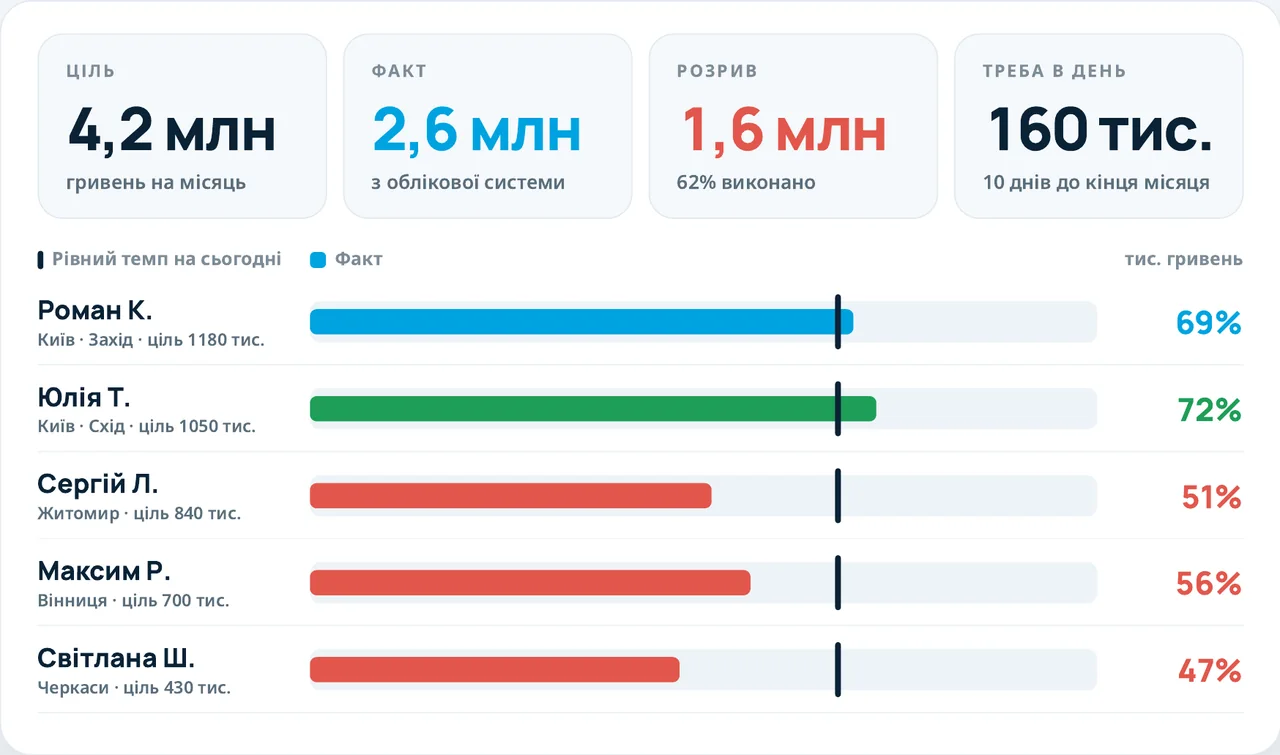 ЦІЛЬ
4,2 млн
гривень на місяць
ФАКТ
2,6 млн
з облікової системи
РОЗРИВ
1,6 млн
62% виконано
ТРЕБА В ДЕНЬ
160 тис.
10 днів до кінця місяця
Рівний темп на сьогодні
Факт
тис. гривень
Роман К.
Київ · Захід · ціль 1180 тис.
69%
Юлія Т.
Київ · Схід · ціль 1050 тис.
72%
Сергій Л.
Житомир · ціль 840 тис.
51%
Максим Р.
Вінниця · ціль 700 тис.
56%
Світлана Ш.
Черкаси · ціль 430 тис.
47%